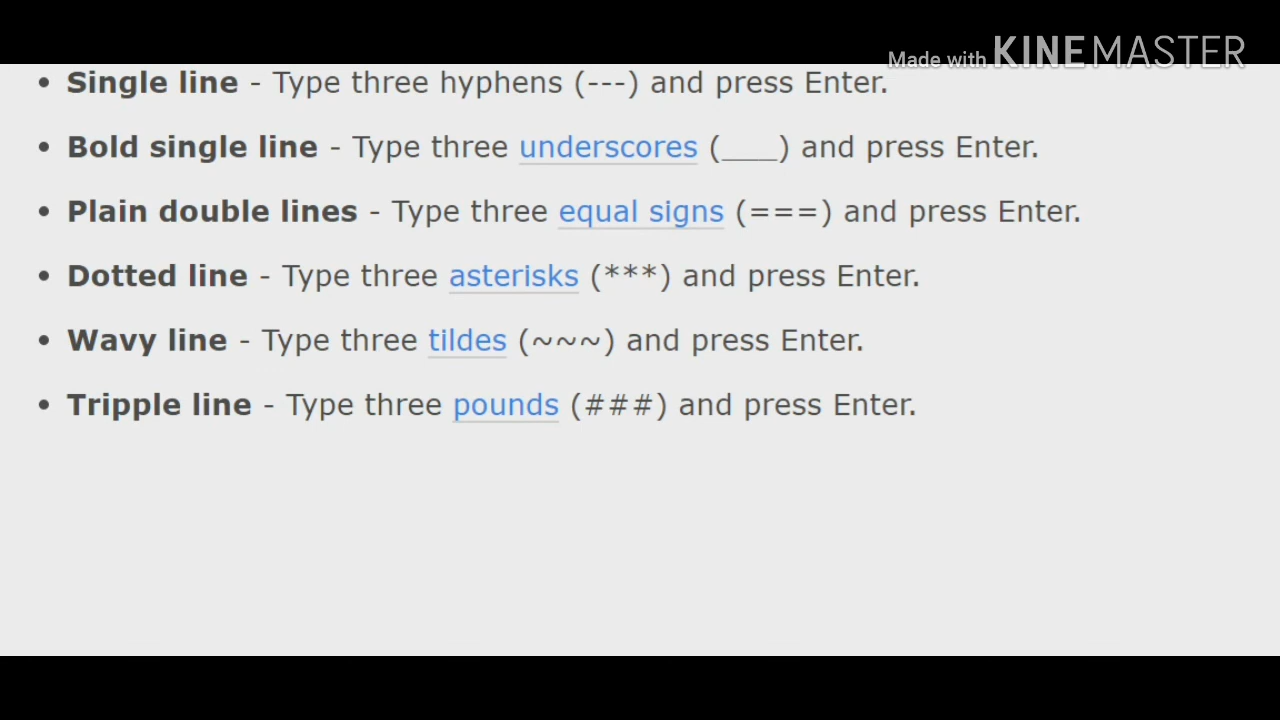 Made with KINEMASTER
• Single line - Type three hyphens (---) and press Enter.
• Bold single line - Type three underscores (___) and press Enter.
• Plain double lines - Type three equal signs (===) and press Enter.
• Dotted line - Type three asterisks (***) and press Enter.
• Wavy line - Type three tildes (~~~) and press Enter.
• Tripple line - Type three pounds (###) and press Enter.